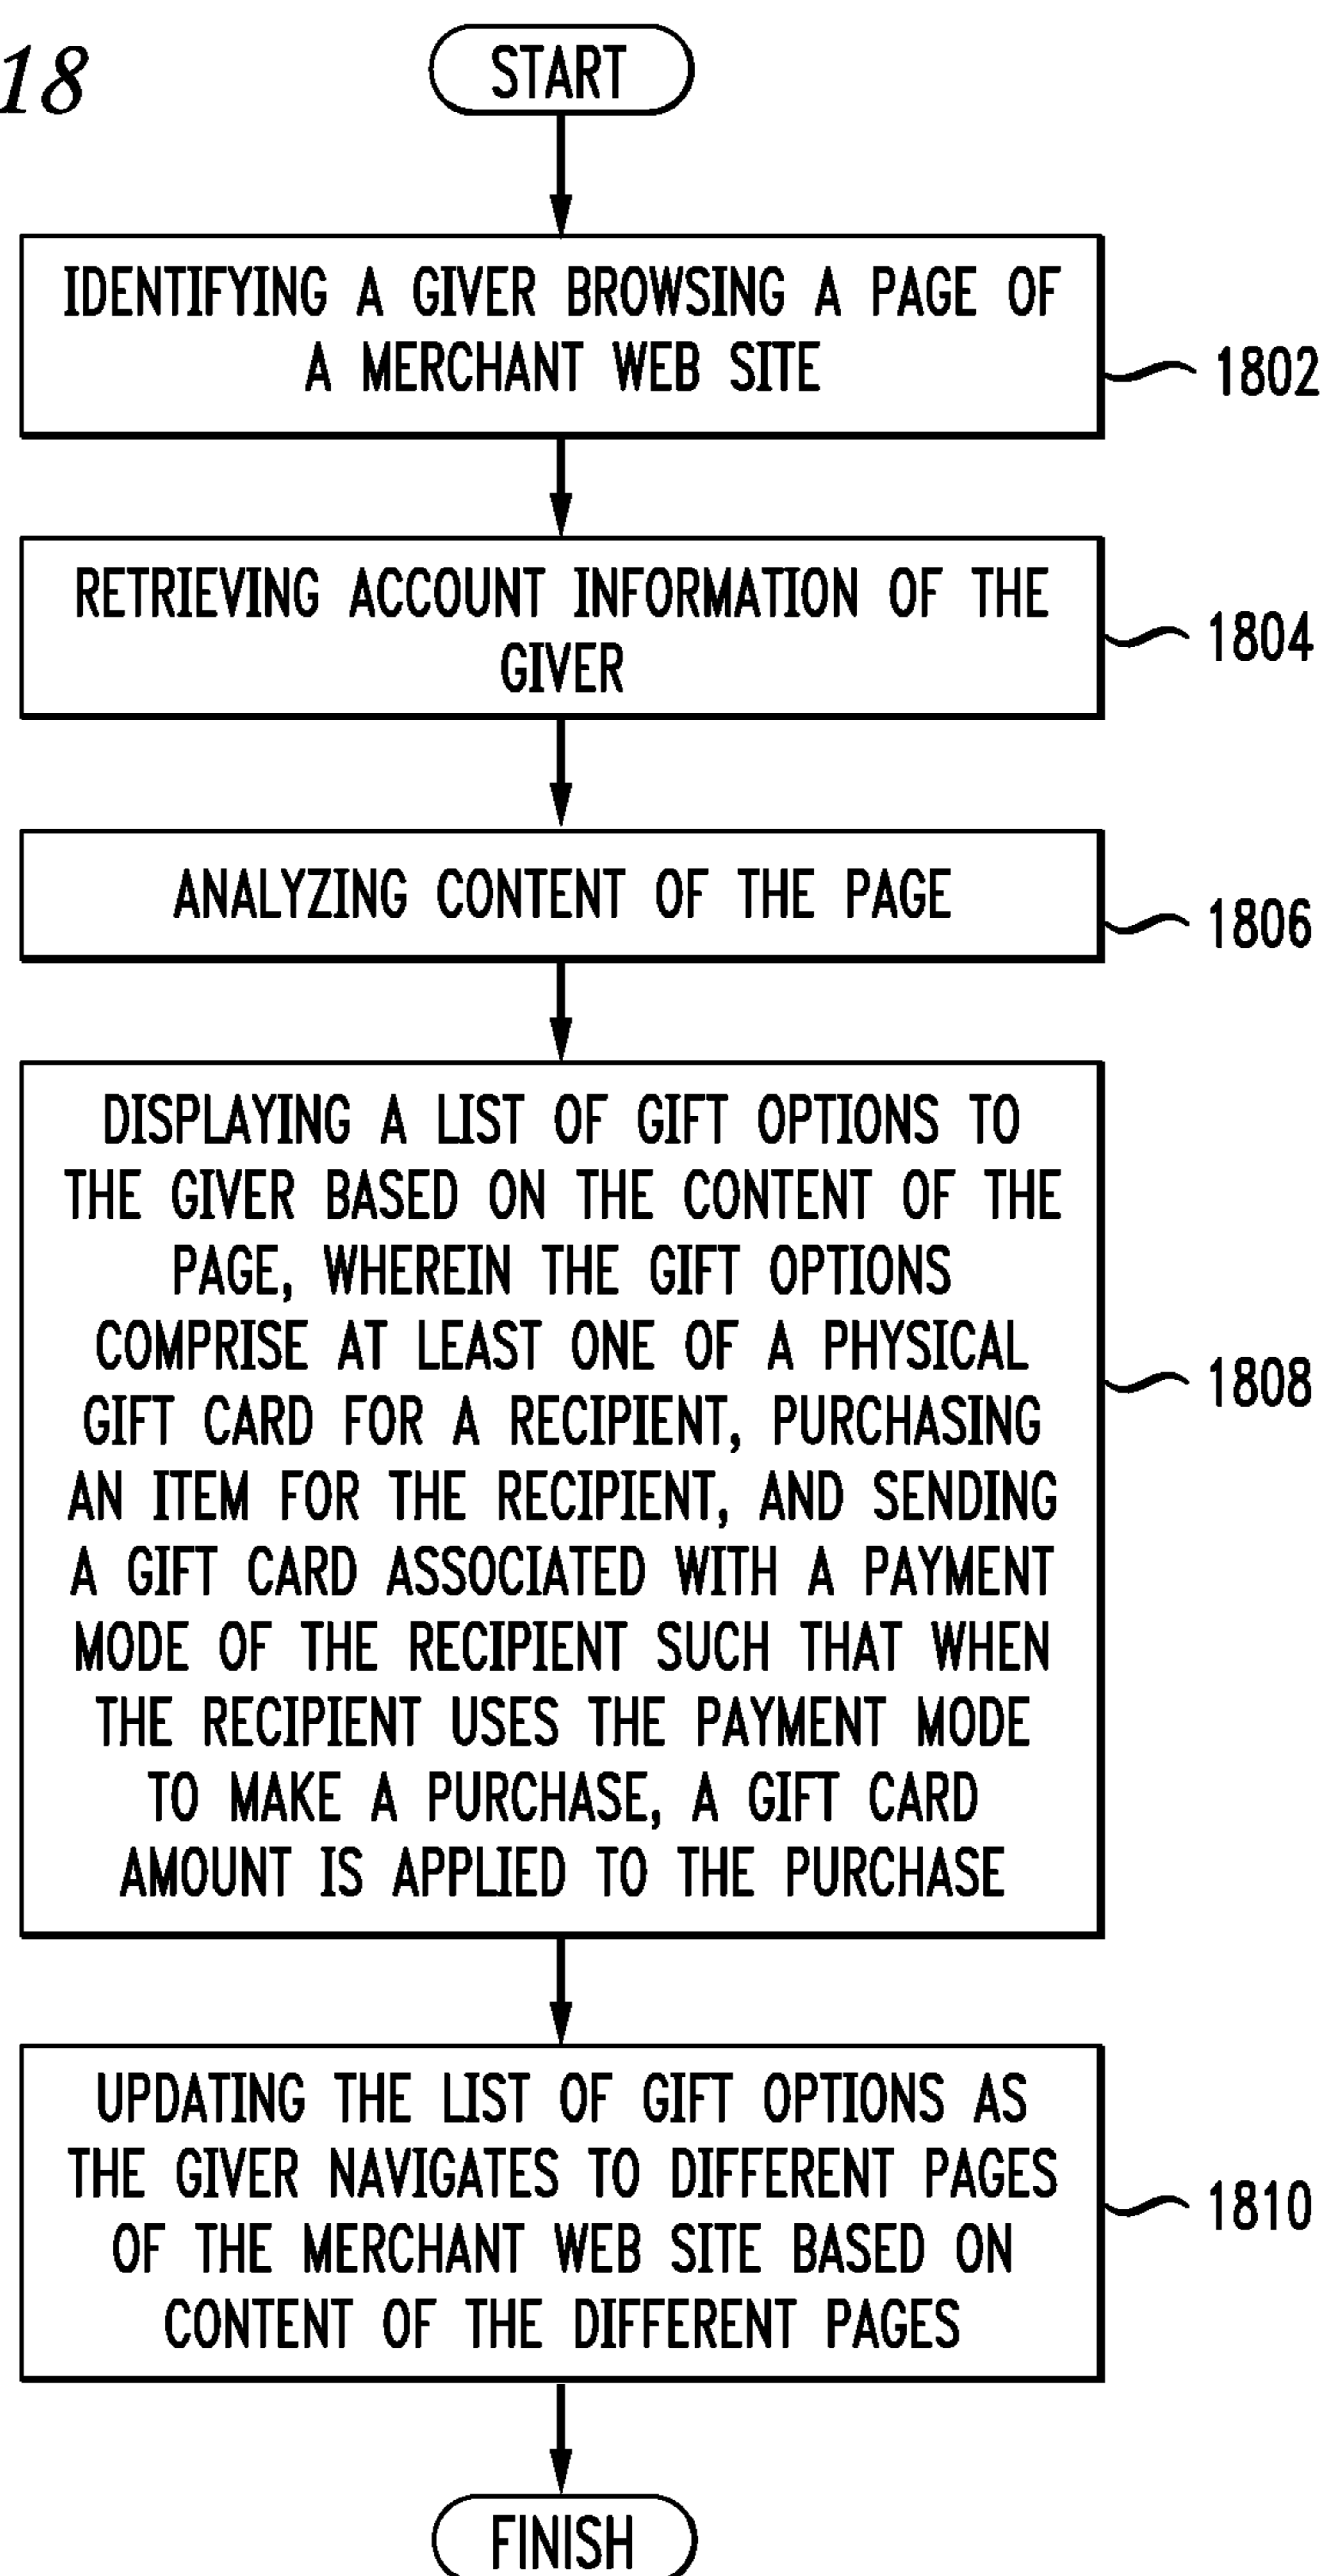 18
START
IDENTIFYING A GIVER BROWSING A PAGE OF
A MERCHANT WEB SITE
1802
RETRIEVING ACCOUNT INFORMATION OF THE
GIVER
1804
ANALYZING CONTENT OF THE PAGE
1806
DISPLAYING A LIST OF GIFT OPTIONS TO
THE GIVER BASED ON THE CONTENT OF THE
PAGE, WHEREIN THE GIFT OPTIONS
COMPRISE AT LEAST ONE OF A PHYSICAL
GIFT CARD FOR A RECIPIENT, PURCHASING
AN ITEM FOR THE RECIPIENT, AND SENDING
A GIFT CARD ASSOCIATED WITH A PAYMENT
MODE OF THE RECIPIENT SUCH THAT WHEN
THE RECIPIENT USES THE PAYMENT MODE
TO MAKE A PURCHASE, A GIFT CARD
AMOUNT IS APPLIED TO THE PURCHASE
1808
UPDATING THE LIST OF GIFT OPTIONS AS
THE GIVER NAVIGATES TO DIFFERENT PAGES
OF THE MERCHANT WEB SITE BASED ON
CONTENT OF THE DIFFERENT PAGES
1810
FINISH